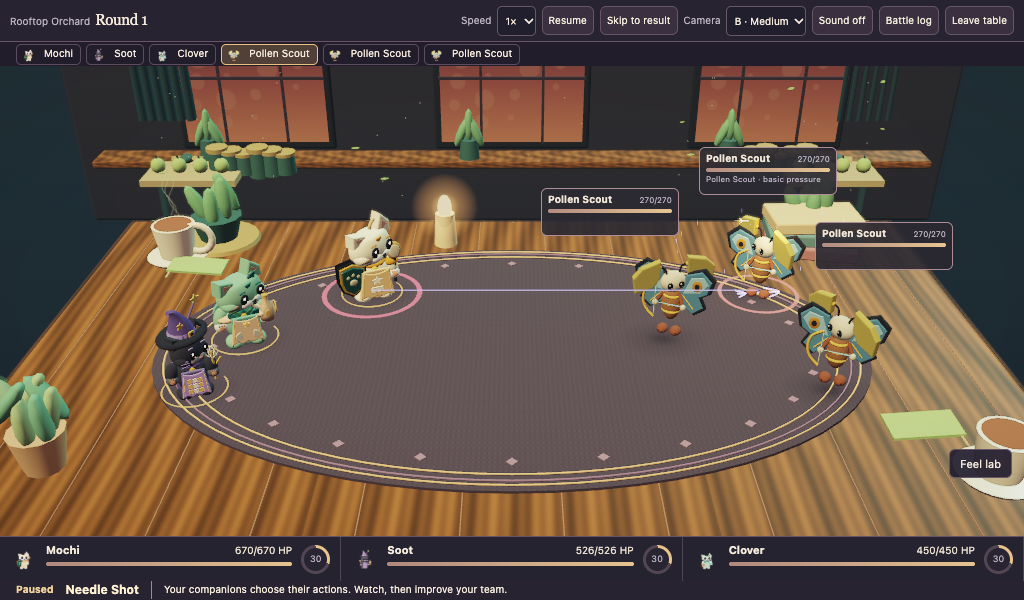 Rooftop Orchard Round 1
Speed 1x Resume Skip to result Camera B · Medium Sound off Battle log Leave table
Mochi Soot Clover Pollen Scout Pollen Scout Pollen Scout
Pollen Scout 270/270
Pollen Scout · basic pressure
Pollen Scout 270/270
Pollen Scout 270/270
Feel lab
Mochi 670/670 HP 30
Soot 526/526 HP 30
Clover 450/450 HP 30
Paused Needle Shot Your companions choose their actions. Watch, then improve your team.